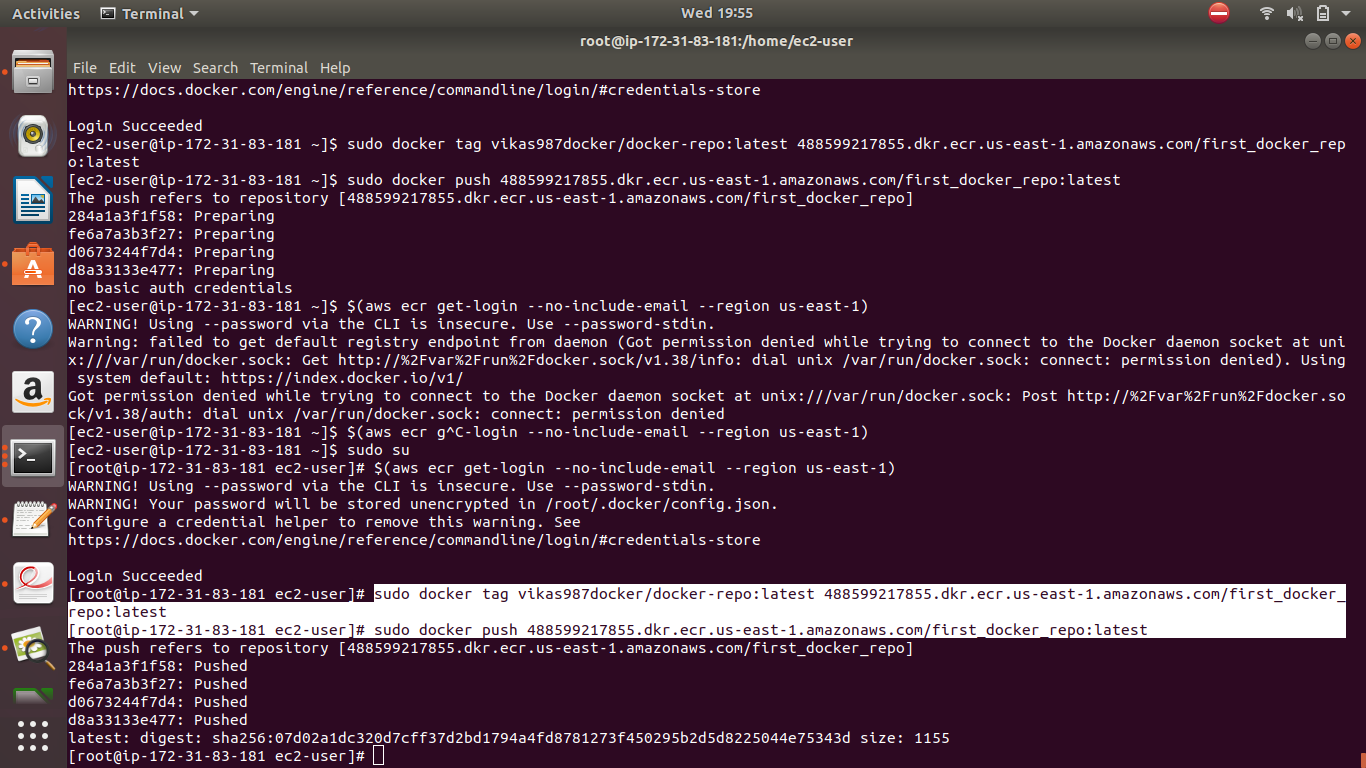 Activities Terminal Wed 19:55
root@ip-172-31-83-181:/home/ec2-user
File Edit View Search Terminal Help
https://docs.docker.com/engine/reference/commandline/login/#credentials-store
Login Succeeded
[ec2-user@ip-172-31-83-181 ~]$ sudo docker tag vikas987docker/docker-repo:latest 488599217855.dkr.ecr.us-east-1.amazonaws.com/first_docker_rep
o:latest
[ec2-user@ip-172-31-83-181 ~]$ sudo docker push 488599217855.dkr.ecr.us-east-1.amazonaws.com/first_docker_repo:latest
The push refers to repository [488599217855.dkr.ecr.us-east-1.amazonaws.com/first_docker_repo]
284a1a3f1f58: Preparing
fe6a7a3b3f27: Preparing
d0673244f7d4: Preparing
d8a33133e477: Preparing
no basic auth credentials
[ec2-user@ip-172-31-83-181 ~]$ $(aws ecr get-login --no-include-email --region us-east-1)
WARNING! Using --password via the CLI is insecure. Use --password-stdin.
Warning: failed to get default registry endpoint from daemon (Got permission denied while trying to connect to the Docker daemon socket at uni
x:///var/run/docker.sock: Get http://%2Fvar%2Frun%2Fdocker.sock/v1.38/info: dial unix /var/run/docker.sock: connect: permission denied). Using
system default: https://index.docker.io/v1/
Got permission denied while trying to connect to the Docker daemon socket at unix:///var/run/docker.sock: Post http://%2Fvar%2Frun%2Fdocker.so
ck/v1.38/auth: dial unix /var/run/docker.sock: connect: permission denied
[ec2-user@ip-172-31-83-181 ~]$ $(aws ecr g^C-login --no-include-email --region us-east-1)
[ec2-user@ip-172-31-83-181 ~]$ sudo su
[root@ip-172-31-83-181 ec2-user]# $(aws ecr get-login --no-include-email --region us-east-1)
WARNING! Using --password via the CLI is insecure. Use --password-stdin.
WARNING! Your password will be stored unencrypted in /root/.docker/config.json.
Configure a credential helper to remove this warning. See
https://docs.docker.com/engine/reference/commandline/login/#credentials-store
Login Succeeded
[root@ip-172-31-83-181 ec2-user]# sudo docker tag vikas987docker/docker-repo:latest 488599217855.dkr.ecr.us-east-1.amazonaws.com/first_docker_
repo:latest
[root@ip-172-31-83-181 ec2-user]# sudo docker push 488599217855.dkr.ecr.us-east-1.amazonaws.com/first_docker_repo:latest
The push refers to repository [488599217855.dkr.ecr.us-east-1.amazonaws.com/first_docker_repo]
284a1a3f1f58: Pushed
fe6a7a3b3f27: Pushed
d0673244f7d4: Pushed
d8a33133e477: Pushed
latest: digest: sha256:07d02a1dc320d7cff37d2bd1794a4fd8781273f450295b2d5d8225044e75343d size: 1155
[root@ip-172-31-83-181 ec2-user]#